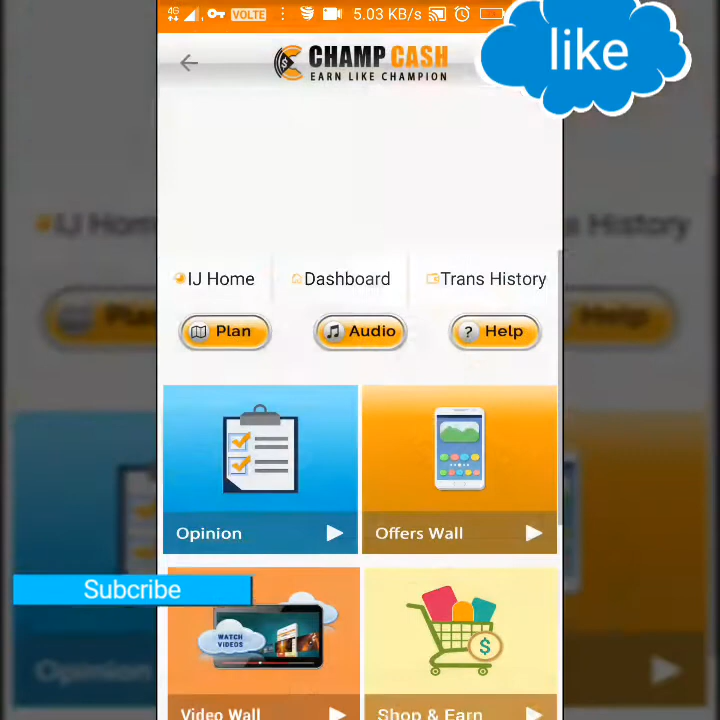 4G VOLTE 5.03 KB/s
like
CHAMP CASH
EARN LIKE CHAMPION
IJ Home Dashboard Trans History
Plan Audio Help
Opinion Offers Wall
Subcribe
WATCH
VIDEOS
Video Wall Shop & Earn